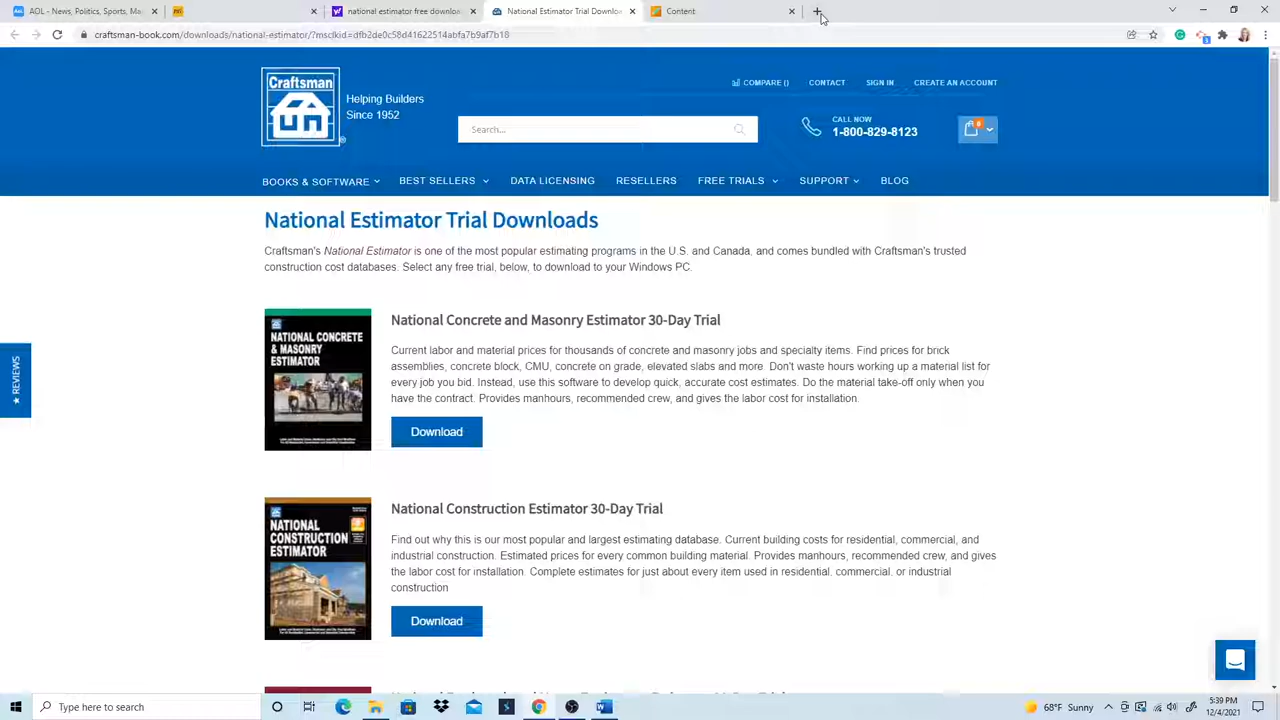 AOL - News, Politics, Sports, Ma
national estimator free download
National Estimator Trial Downlo
Content
craftsman-book.com/downloads/national-estimator/?msclkid=dfb2de0c58d41622514abfa7b9af7b18
Craftsman
Helping Builders
Since 1952
COMPARE ()
CONTACT
SIGN IN
CREATE AN ACCOUNT
Search...
CALL NOW
1-800-829-8123
0
BOOKS & SOFTWARE
BEST SELLERS
DATA LICENSING
RESELLERS
FREE TRIALS
SUPPORT
BLOG
National Estimator Trial Downloads
Craftsman's National Estimator is one of the most popular estimating programs in the U.S. and Canada, and comes bundled with Craftsman's trusted
construction cost databases. Select any free trial, below, to download to your Windows PC.
NATIONAL CONCRETE
& MASONRY
ESTIMATOR
National Concrete and Masonry Estimator 30-Day Trial
Current labor and material prices for thousands of concrete and masonry jobs and specialty items. Find prices for brick
assemblies, concrete block, CMU, concrete on grade, elevated slabs and more. Don't waste hours working up a material list for
every job you bid. Instead, use this software to develop quick, accurate cost estimates. Do the material take-off only when you
have the contract. Provides manhours, recommended crew, and gives the labor cost for installation.
Download
★ REVIEWS
NATIONAL
CONSTRUCTION
ESTIMATOR
National Construction Estimator 30-Day Trial
Find out why this is our most popular and largest estimating database. Current building costs for residential, commercial, and
industrial construction. Estimated prices for every common building material. Provides manhours, recommended crew, and gives
the labor cost for installation. Complete estimates for just about every item used in residential, commercial, or industrial
construction
Download
Type here to search
68°F Sunny
5:39 PM
12/4/2021